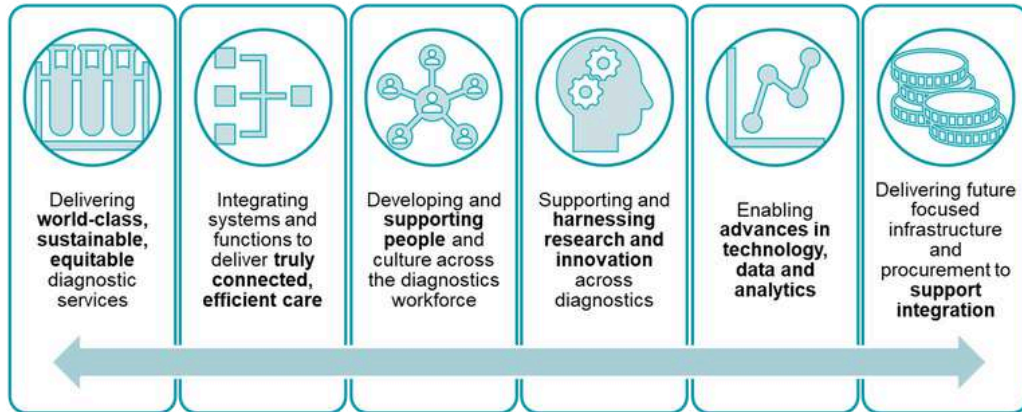 Delivering
world-class,
sustainable,
equitable
diagnostic
services
Integrating
systems and
functions to
deliver truly
connected,
efficient care
Developing and
supporting
people and
culture across
the diagnostics
workforce
Supporting and
harnessing
research and
innovation
across
diagnostics
Enabling
advances in
technology,
data and
analytics
Delivering future
focused
infrastructure
and
procurement to
support
integration